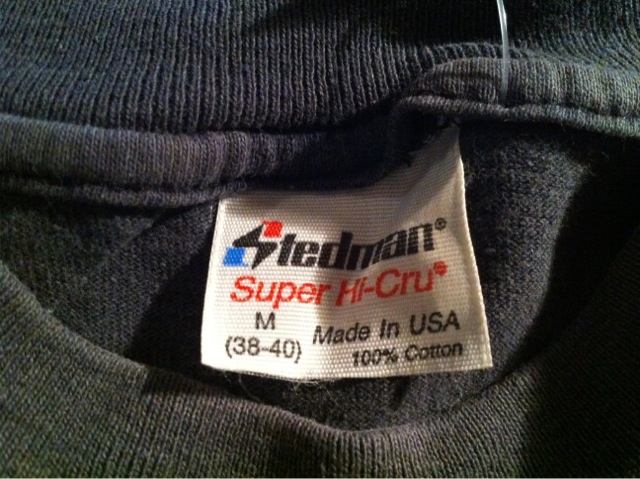 Stedman®
Super Hi-Cru®
M
(38-40)
Made In USA
100% Cotton